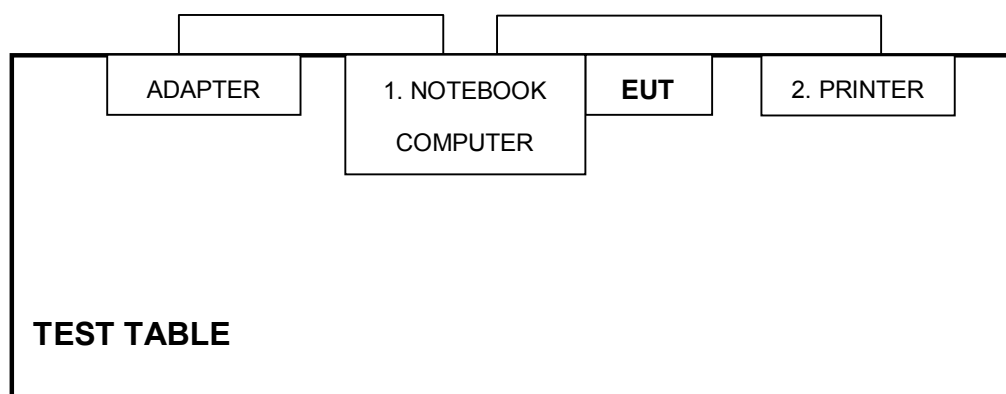 ADAPTER
1. NOTEBOOK
COMPUTER
EUT
2. PRINTER
TEST TABLE